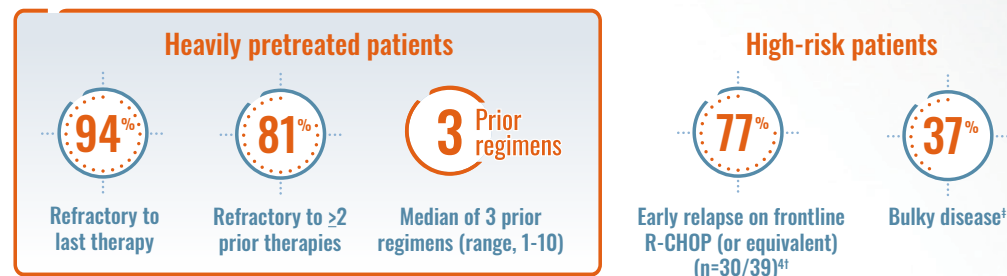 Heavily pretreated patients
94%
Refractory to
last therapy
81%
Refractory to ≥2
prior therapies
3 Prior
regimens
Median of 3 prior
regimens (range, 1-10)
High-risk patients
77%
Early relapse on frontline
R-CHOP (or equivalent)
(n=30/39)4†
37%
Bulky disease‡